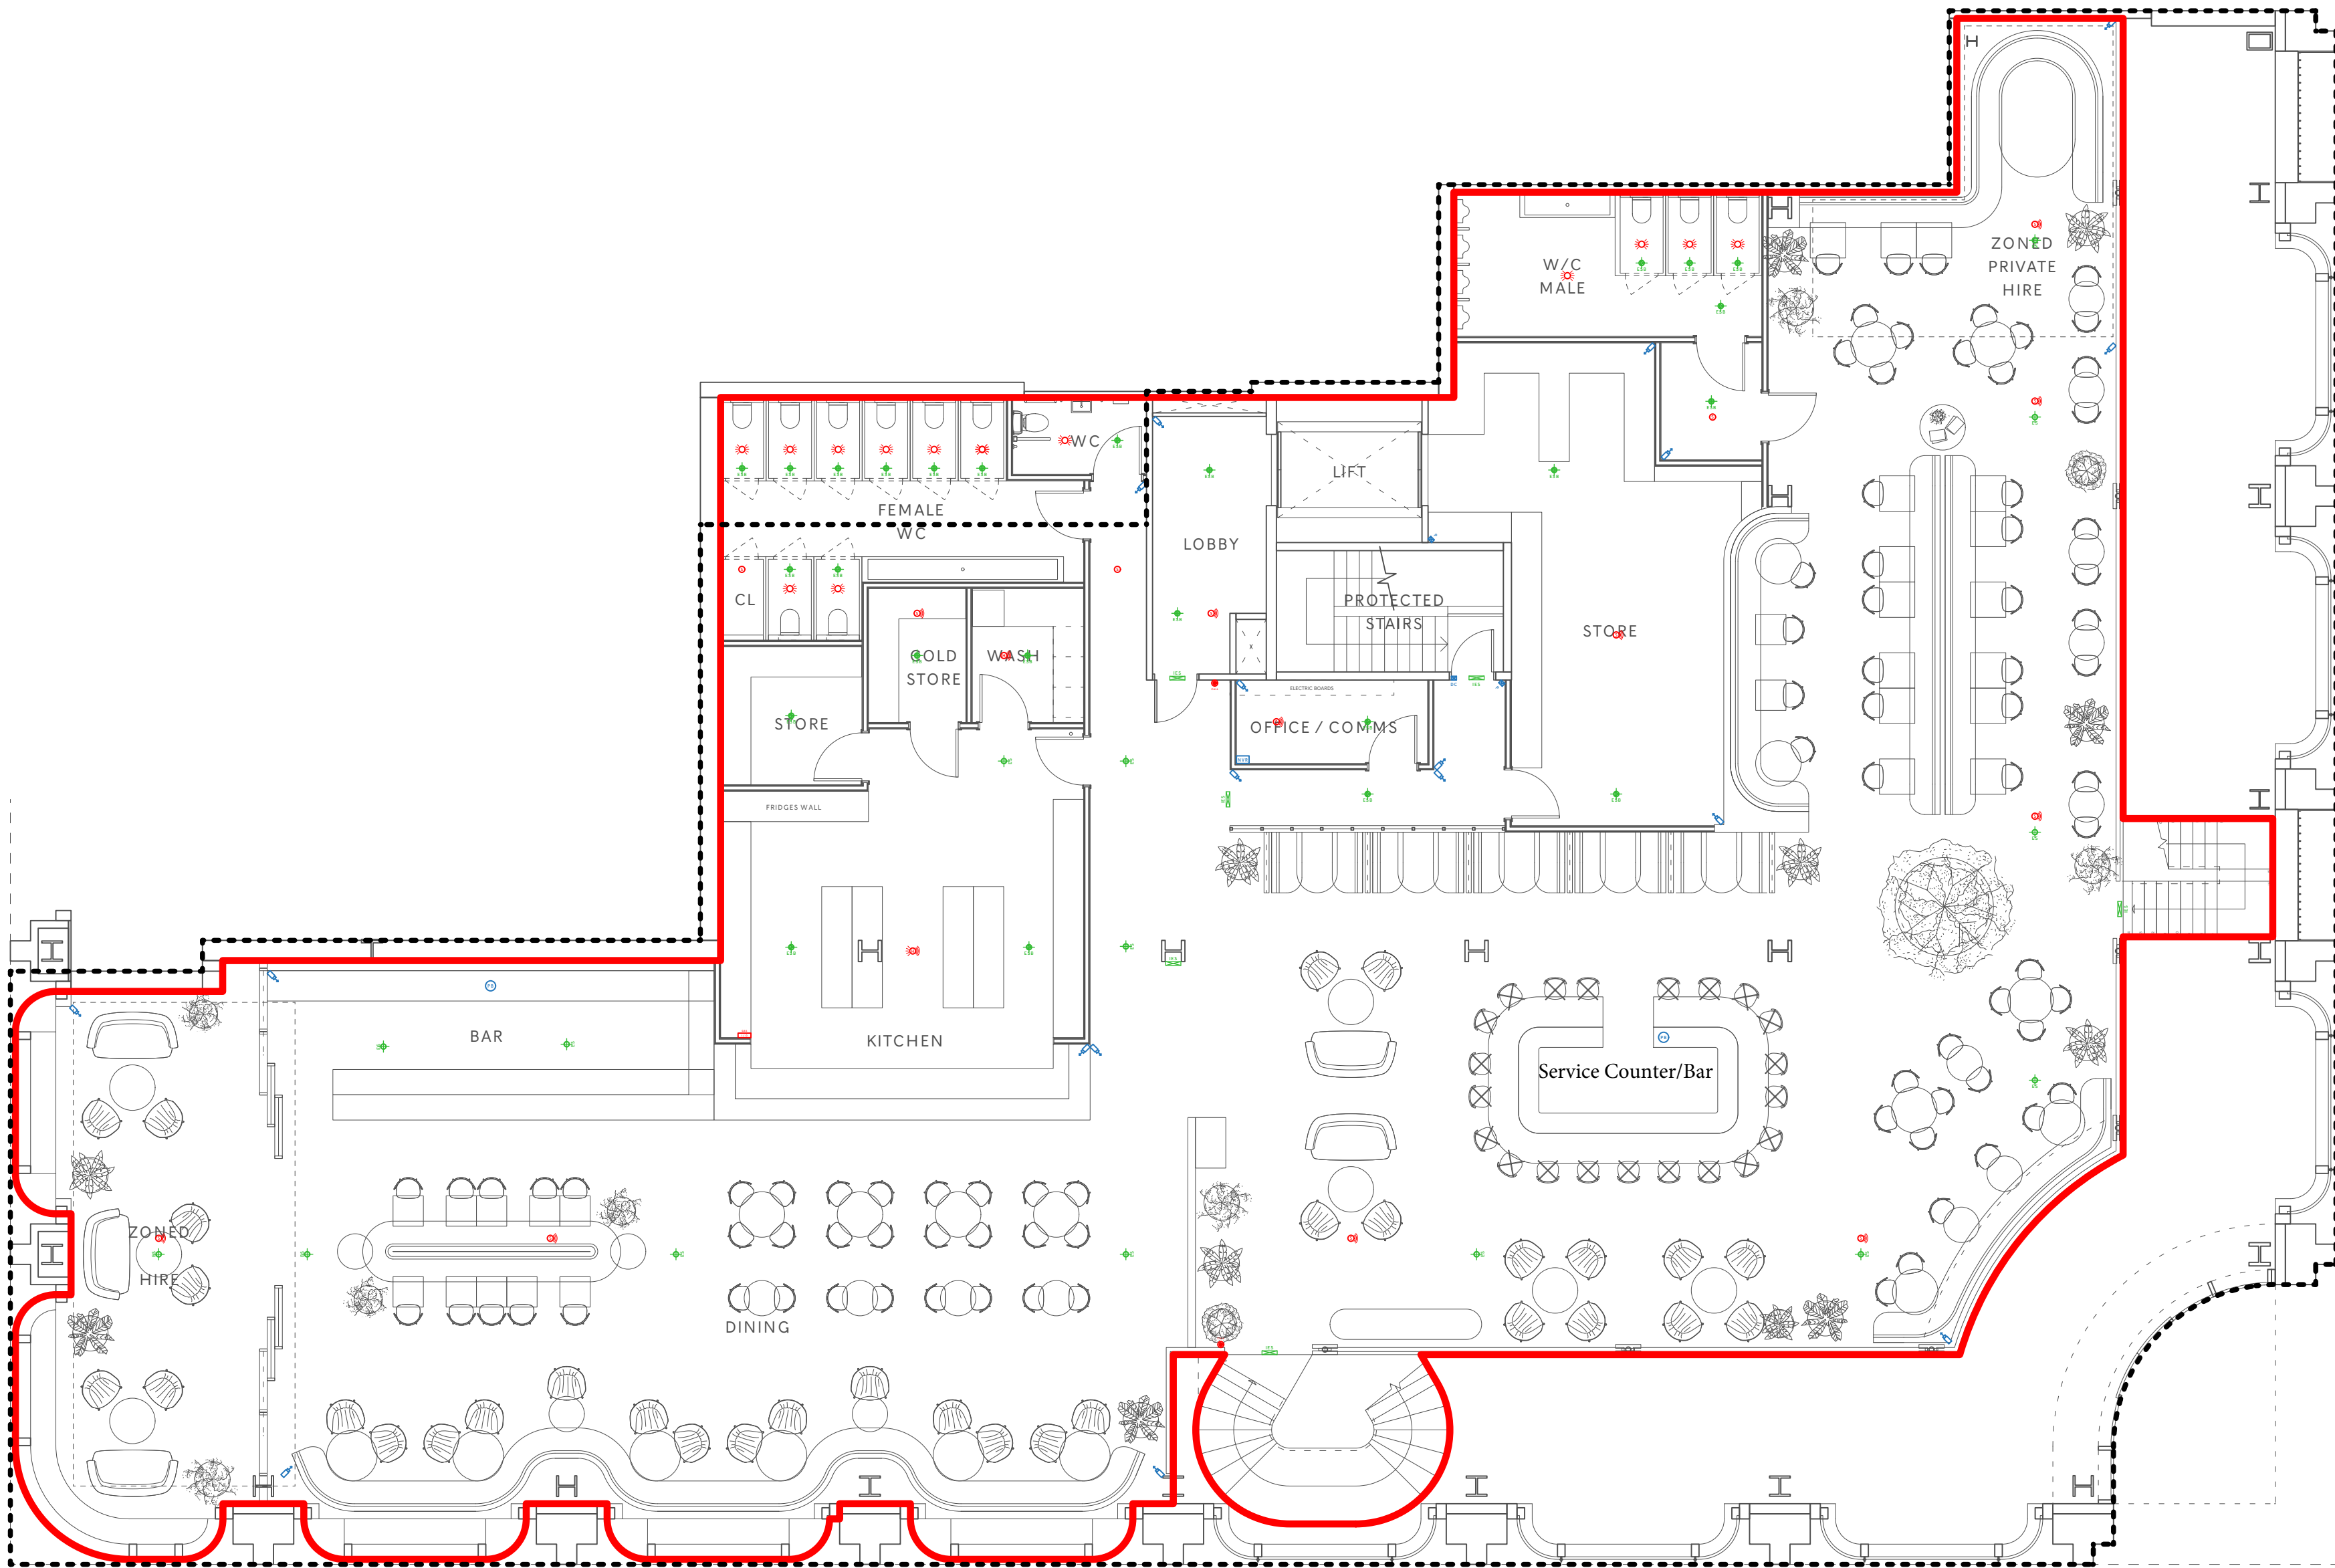 ZONED
PRIVATE
HIRE
W/C
MALE
WC
FEMALE
WC
LIFT
LOBBY
CL
PROTECTED
STAIRS
STORE
COLD
STORE
WASH
ELECTRIC BOARDS
OFFICE / COMMS
STORE
FRIDGES WALL
KITCHEN
BAR
Service Counter/Bar
ZONED
HIRE
DINING